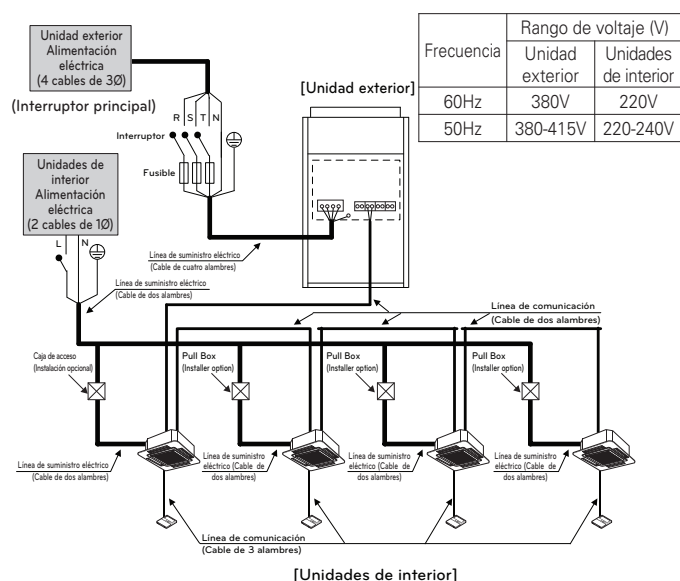 Unidad exterior
Alimentación
eléctrica
(4 cables de 3Ø)
(Interruptor principal)
R S T N
Interruptor
Fusible
[Unidad exterior]
Frecuencia
Rango de voltaje (V)
Unidad
exterior
Unidades
de interior
60Hz 380V 220V
50Hz 380-415V 220-240V
Unidades de
interior
Alimentación
eléctrica
(2 cables de 1Ø)
L N
Línea de suministro eléctrico
(Cable de cuatro alambres)
Línea de suministro eléctrico
(Cable de dos alambres)
Línea de comunicación
(Cable de dos alambres)
Caja de acceso
(Instalación opcional)
Pull Box
(Installer option)
Pull Box
(Installer option)
Pull Box
(Installer option)
Línea de suministro eléctrico
(Cable de dos alambres)
Línea de suministro
eléctrico (Cable de
dos alambres)
Línea de suministro
eléctrico (Cable de
dos alambres)
Línea de suministro
eléctrico (Cable de
dos alambres)
Línea de comunicación
(Cable de 3 alambres)
[Unidades de interior]